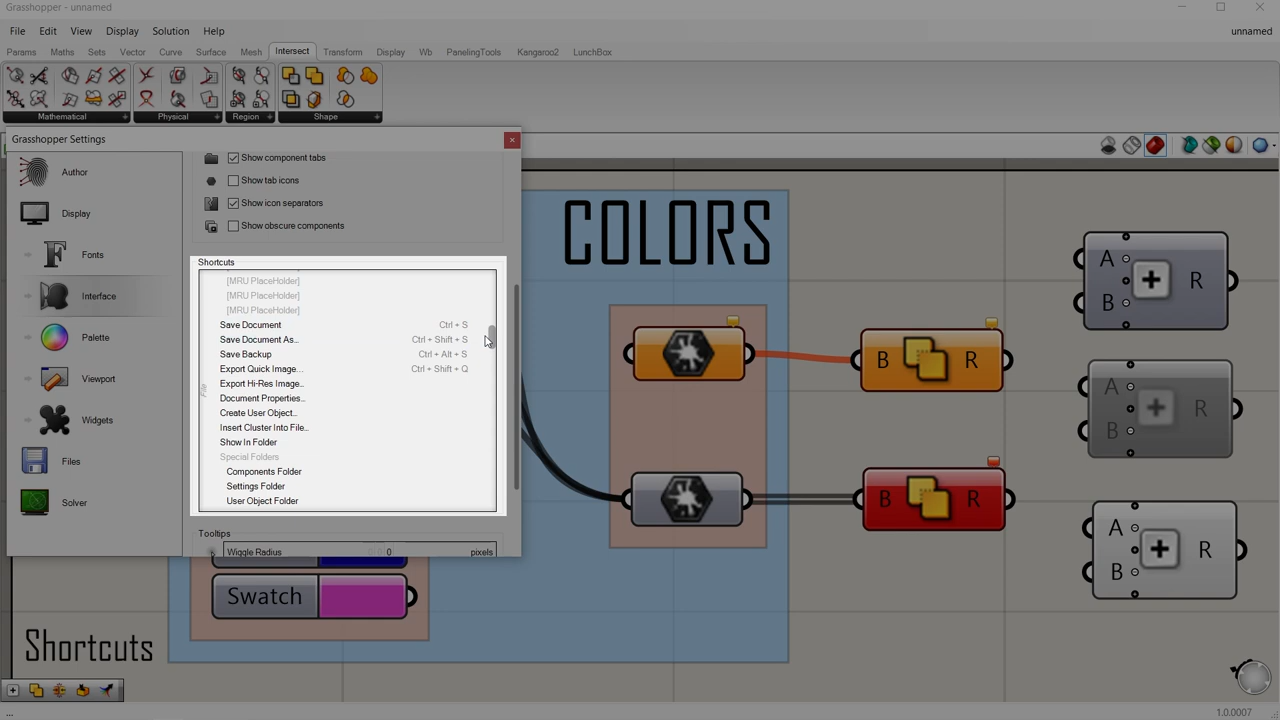 Grasshopper - unnamed
File Edit View Display Solution Help
unnamed
Params Maths Sets Vector Curve Surface Mesh Intersect Transform Display Wb PanelingTools Kangaroo2 LunchBox
Mathematical Physical Region Shape
Grasshopper Settings
Author
Display
Fonts
Interface
Palette
Viewport
Widgets
Files
Solver
Show component tabs
Show tab icons
Show icon separators
Show obscure components
Shortcuts
[MRU PlaceHolder]
[MRU PlaceHolder]
[MRU PlaceHolder]
Save Document Ctrl + S
Save Document As... Ctrl + Shift + S
Save Backup Ctrl + Alt + S
Export Quick Image... Ctrl + Shift + Q
Export Hi-Res Image...
Document Properties...
Create User Object...
Insert Cluster Into File...
Show In Folder
Special Folders
Components Folder
Settings Folder
User Object Folder
File
Tooltips
Wiggle Radius 0 pixels
COLORS
B R
B R
A B R
A B R
A B R
Swatch
Shortcuts
...
1.0.0007